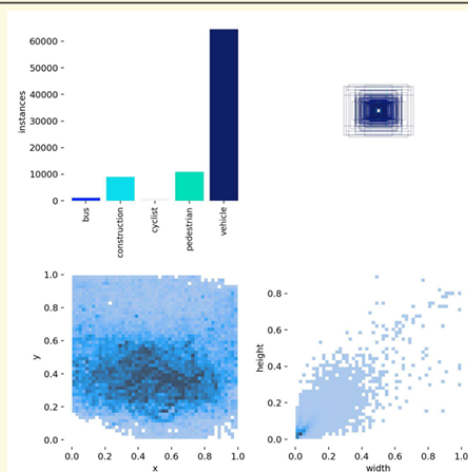 60000
50000
40000
30000
20000
10000
0
instances
bus
construction
cyclist
pedestrian
vehicle
1.0
0.8
0.6
0.4
0.2
0.0
y
0.0 0.2 0.4 0.6 0.8 1.0
x
0.8
0.6
0.4
0.2
0.0
height
0.0 0.2 0.4 0.6 0.8 1.0
width